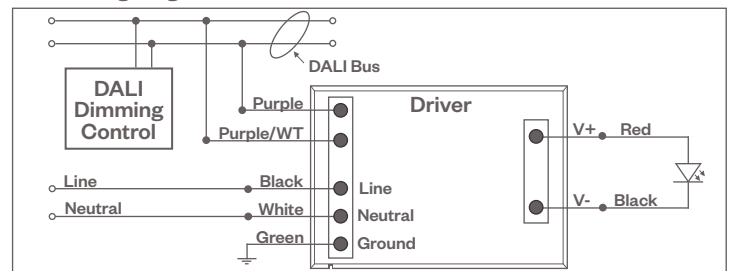 DALI Bus
DALI
Dimming
Control
Driver
Purple
Purple/WT
V+ Red
Line Black Line
V- Black
Neutral White Neutral
Green Ground